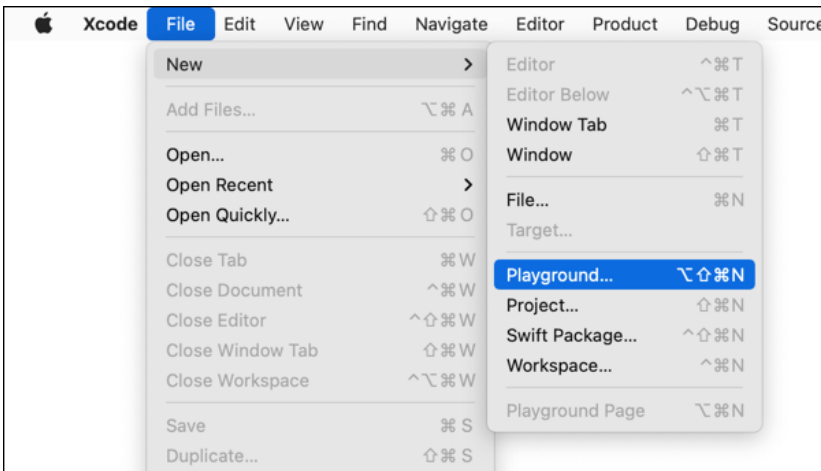 Xcode File Edit View Find Navigate Editor Product Debug Source
New >
Add Files... ⌥⌘A
Open... ⌘O
Open Recent >
Open Quickly... ⇧⌘O
Close Tab ⌘W
Close Document ^⌘W
Close Editor ^⇧⌘W
Close Window Tab ⇧⌘W
Close Workspace ^⌥⌘W
Save ⌘S
Duplicate... ⇧⌘S
Editor ^⌘T
Editor Below ^⌥⌘T
Window Tab ⌘T
Window ⇧⌘T
File... ⌘N
Target...
Playground... ⌥⇧⌘N
Project... ⇧⌘N
Swift Package... ^⇧⌘N
Workspace... ^⌘N
Playground Page ⌥⌘N